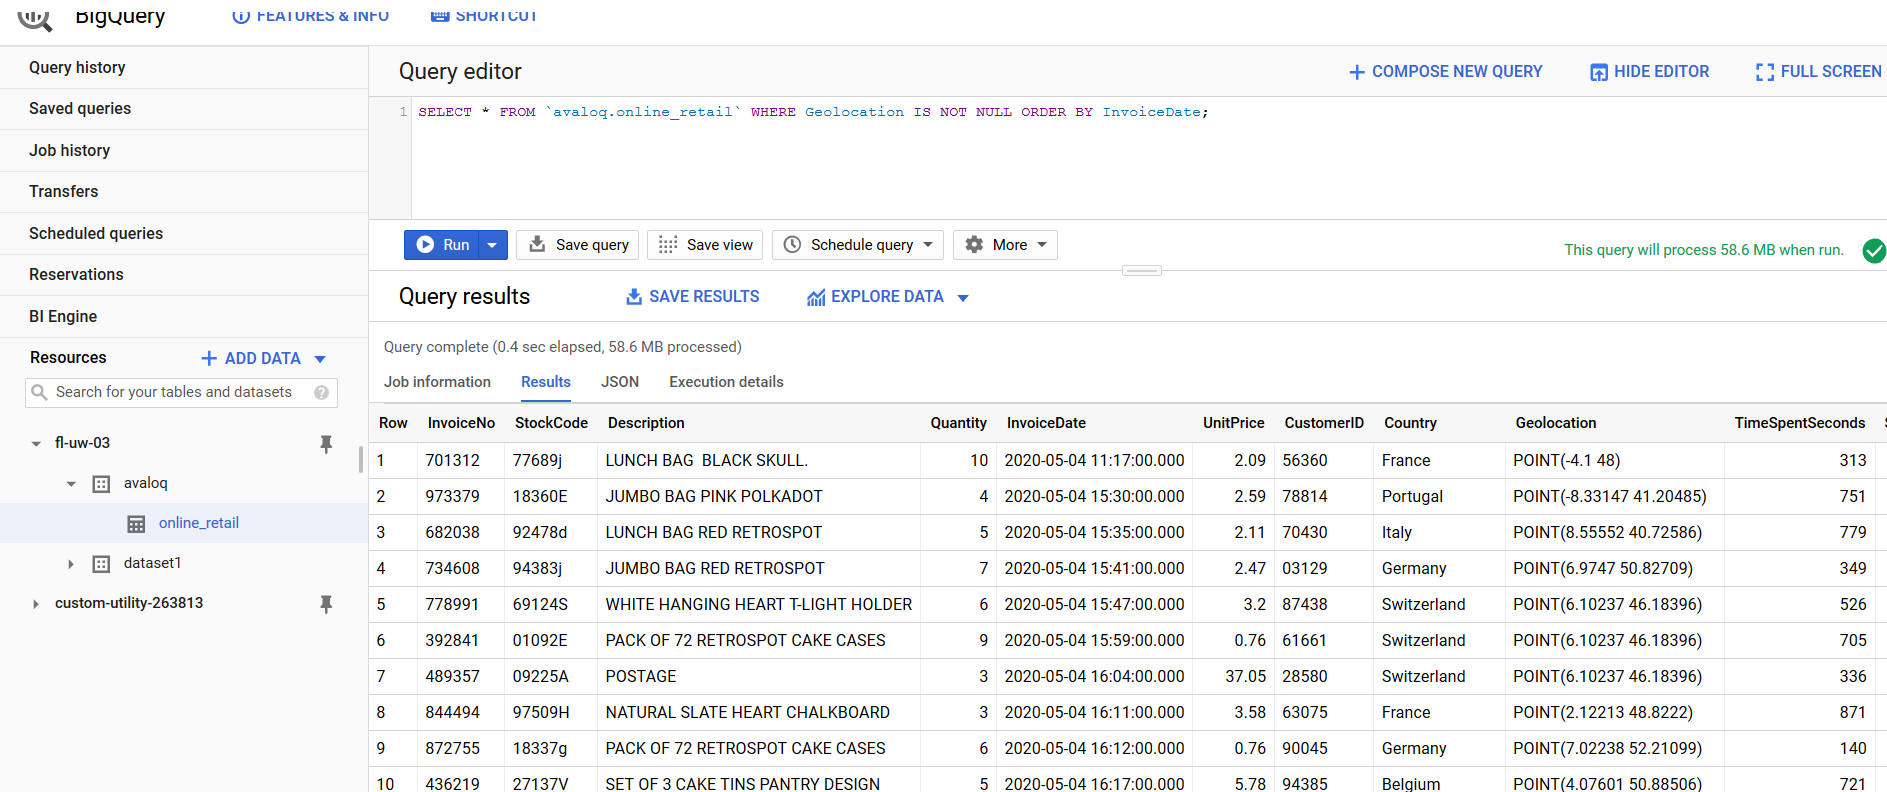 BigQuery
FEATURES & INFO
SHORTCUT
Query history
Saved queries
Job history
Transfers
Scheduled queries
Reservations
BI Engine
Resources
ADD DATA
Search for your tables and datasets
fl-uw-03
avaloq
online_retail
dataset1
custom-utility-263813
Query editor
COMPOSE NEW QUERY
HIDE EDITOR
FULL SCREEN
1 SELECT * FROM `avaloq.online_retail` WHERE Geolocation IS NOT NULL ORDER BY InvoiceDate;
Run
Save query
Save view
Schedule query
More
This query will process 58.6 MB when run.
Query results
SAVE RESULTS
EXPLORE DATA
Query complete (0.4 sec elapsed, 58.6 MB processed)
Job information Results JSON Execution details
Row InvoiceNo StockCode Description Quantity InvoiceDate UnitPrice CustomerID Country Geolocation TimeSpentSeconds
1 701312 77689j LUNCH BAG  BLACK SKULL. 10 2020-05-04 11:17:00.000 2.09 56360 France POINT(-4.1 48) 313
2 973379 18360E JUMBO BAG PINK POLKADOT 4 2020-05-04 15:30:00.000 2.59 78814 Portugal POINT(-8.33147 41.20485) 751
3 682038 92478d LUNCH BAG RED RETROSPOT 5 2020-05-04 15:35:00.000 2.11 70430 Italy POINT(8.55552 40.72586) 779
4 734608 94383j JUMBO BAG RED RETROSPOT 7 2020-05-04 15:41:00.000 2.47 03129 Germany POINT(6.9747 50.82709) 349
5 778991 69124S WHITE HANGING HEART T-LIGHT HOLDER 6 2020-05-04 15:47:00.000 3.2 87438 Switzerland POINT(6.10237 46.18396) 526
6 392841 01092E PACK OF 72 RETROSPOT CAKE CASES 9 2020-05-04 15:59:00.000 0.76 61661 Switzerland POINT(6.10237 46.18396) 705
7 489357 09225A POSTAGE 3 2020-05-04 16:04:00.000 37.05 28580 Switzerland POINT(6.10237 46.18396) 336
8 844494 97509H NATURAL SLATE HEART CHALKBOARD 3 2020-05-04 16:11:00.000 3.58 63075 France POINT(2.12213 48.8222) 871
9 872755 18337g PACK OF 72 RETROSPOT CAKE CASES 6 2020-05-04 16:12:00.000 0.76 90045 Germany POINT(7.02238 52.21099) 140
10 436219 27137V SET OF 3 CAKE TINS PANTRY DESIGN 5 2020-05-04 16:17:00.000 5.78 94385 Belgium POINT(4.07601 50.88506) 721